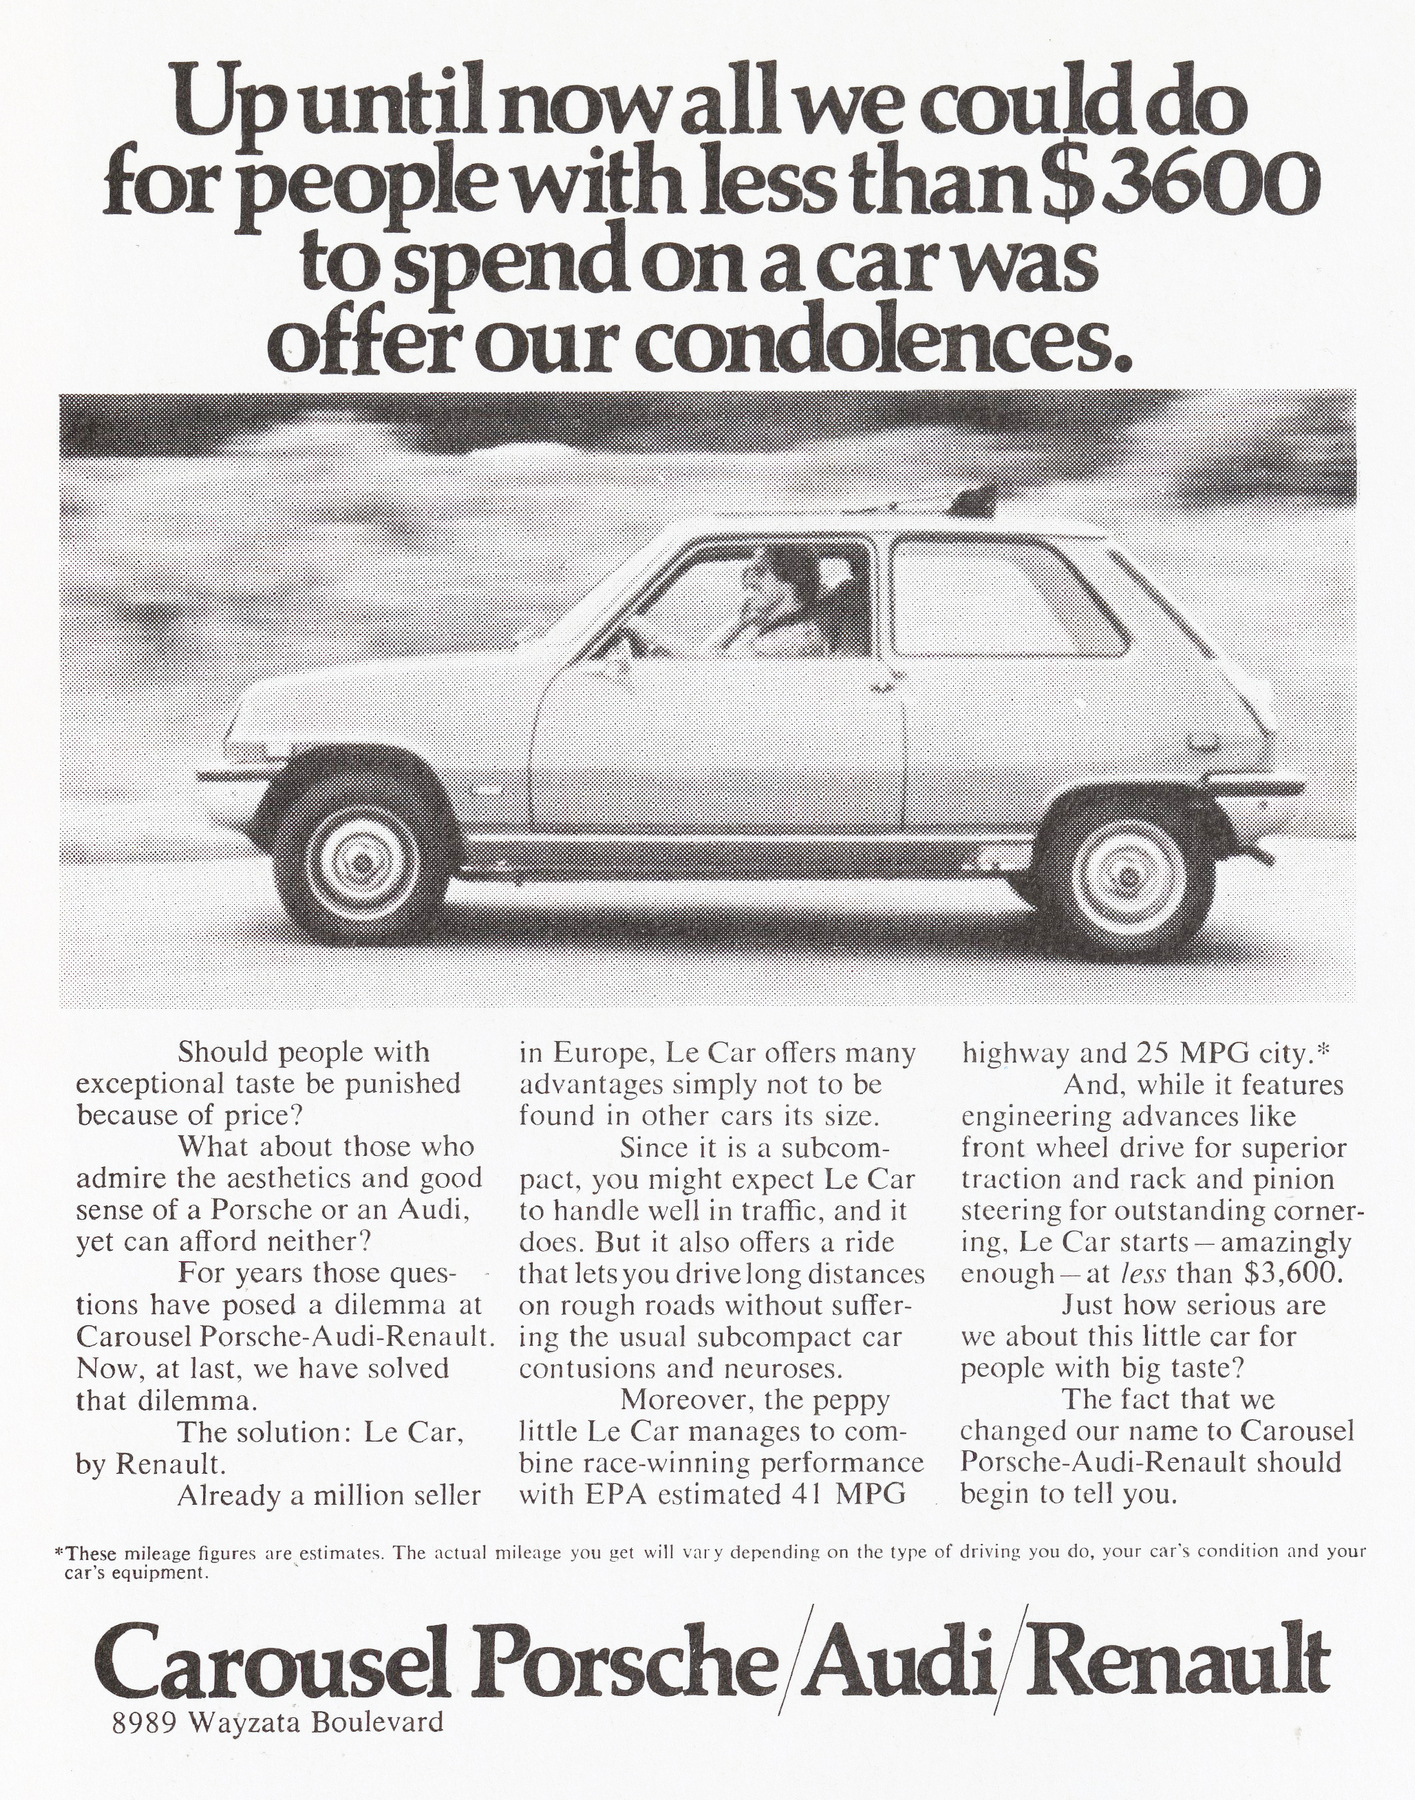 Up until now all we could do
for people with less than $3600
to spend on a car was
offer our condolences.
Should people with
exceptional taste be punished
because of price?
What about those who
admire the aesthetics and good
sense of a Porsche or an Audi,
yet can afford neither?
For years those ques-
tions have posed a dilemma at
Carousel Porsche-Audi-Renault.
Now, at last, we have solved
that dilemma.
The solution: Le Car,
by Renault.
Already a million seller
in Europe, Le Car offers many
advantages simply not to be
found in other cars its size.
Since it is a subcom-
pact, you might expect Le Car
to handle well in traffic, and it
does. But it also offers a ride
that lets you drive long distances
on rough roads without suffer-
ing the usual subcompact car
contusions and neuroses.
Moreover, the peppy
little Le Car manages to com-
bine race-winning performance
with EPA estimated 41 MPG
highway and 25 MPG city.*
And, while it features
engineering advances like
front wheel drive for superior
traction and rack and pinion
steering for outstanding corner-
ing, Le Car starts—amazingly
enough—at less than $3,600.
Just how serious are
we about this little car for
people with big taste?
The fact that we
changed our name to Carousel
Porsche-Audi-Renault should
begin to tell you.
*These mileage figures are estimates. The actual mileage you get will vary depending on the type of driving you do, your car's condition and your
car's equipment.
Carousel Porsche/Audi/Renault
8989 Wayzata Boulevard